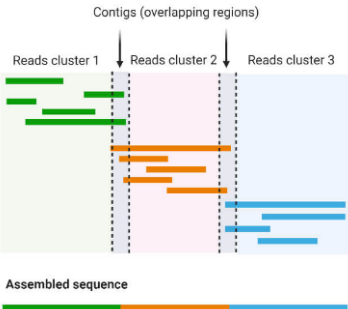 Contigs (overlapping regions)
Reads cluster 1 Reads cluster 2 Reads cluster 3
Assembled sequence